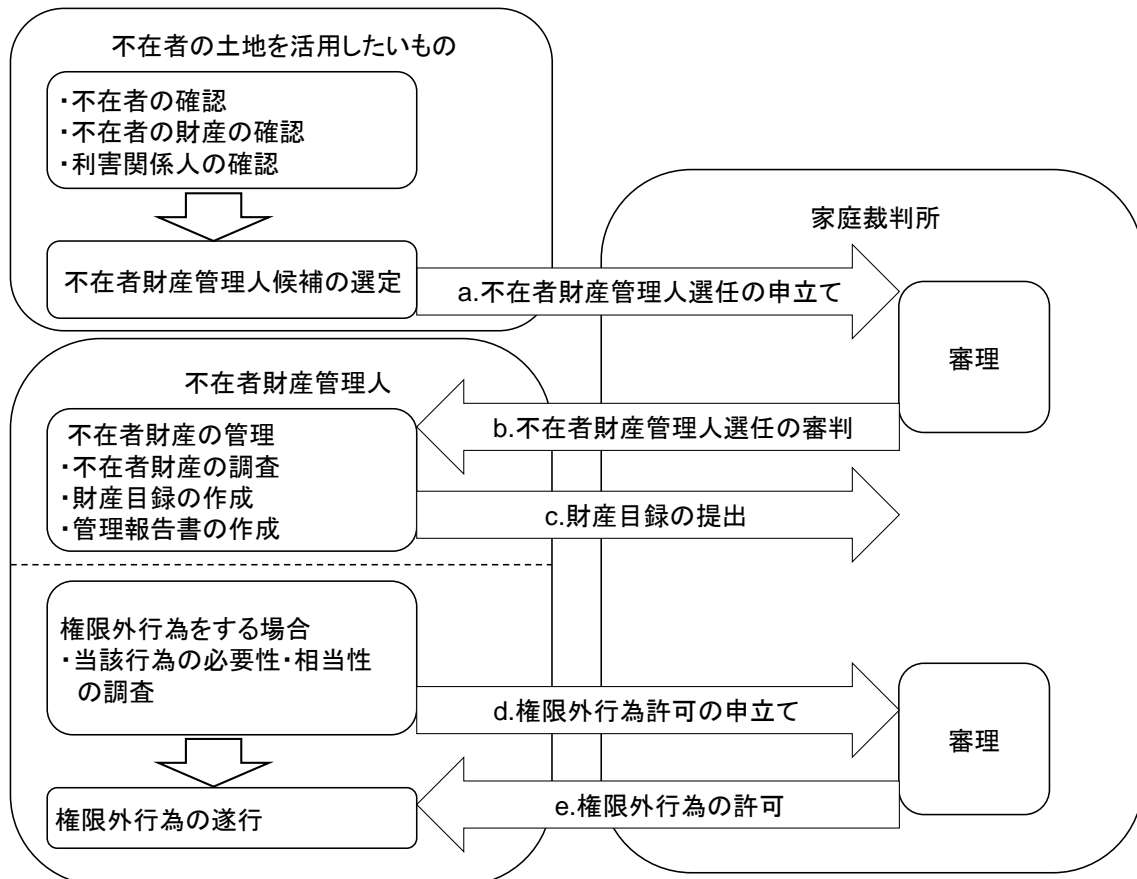 不在者の土地を活用したいもの
・不在者の確認
・不在者の財産の確認
・利害関係人の確認
家庭裁判所
不在者財産管理人候補の選定
a.不在者財産管理人選任の申立て
審理
不在者財産管理人
b.不在者財産管理人選任の審判
不在者財産の管理
・不在者財産の調査
・財産目録の作成
・管理報告書の作成
c.財産目録の提出
権限外行為をする場合
・当該行為の必要性・相当性
の調査
d.権限外行為許可の申立て
審理
e.権限外行為の許可
権限外行為の遂行